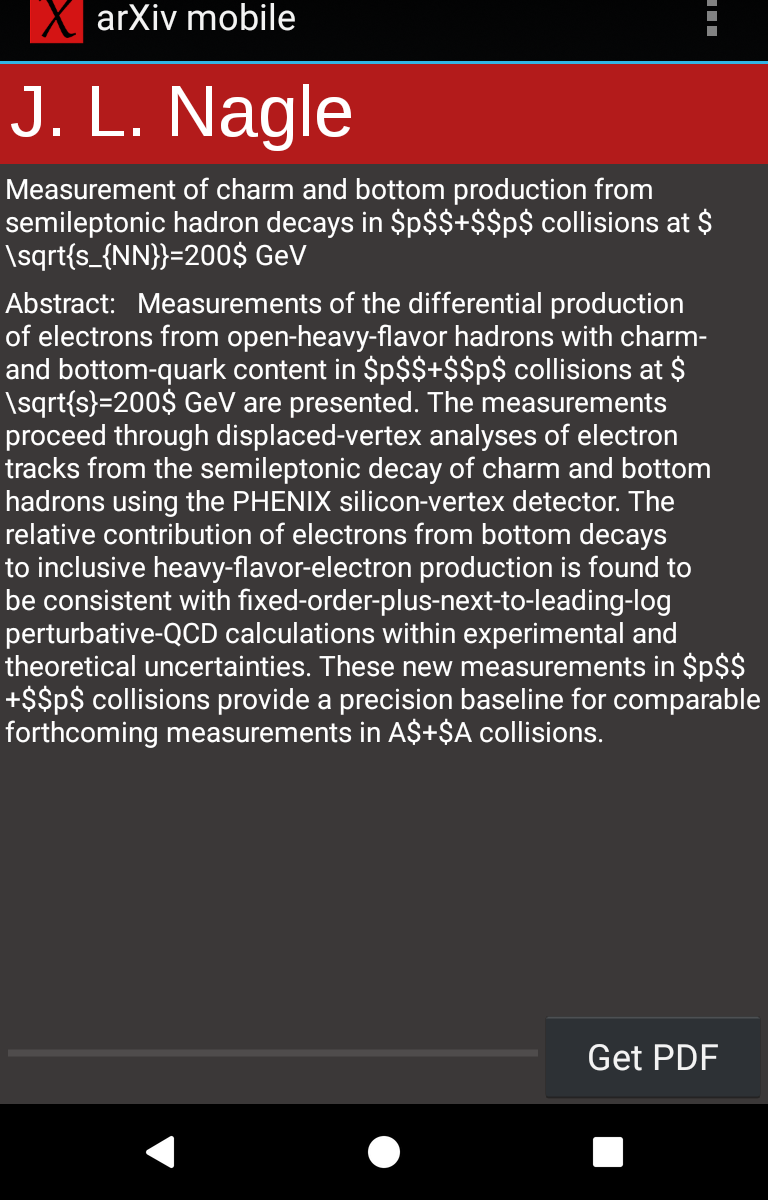 X arXiv mobile
J. L. Nagle
Measurement of charm and bottom production from
semileptonic hadron decays in $p$$+$$p$ collisions at $
\sqrt{s_{NN}}=200$ GeV
Abstract:   Measurements of the differential production
of electrons from open-heavy-flavor hadrons with charm-
and bottom-quark content in $p$$+$$p$ collisions at $
\sqrt{s}=200$ GeV are presented. The measurements
proceed through displaced-vertex analyses of electron
tracks from the semileptonic decay of charm and bottom
hadrons using the PHENIX silicon-vertex detector. The
relative contribution of electrons from bottom decays
to inclusive heavy-flavor-electron production is found to
be consistent with fixed-order-plus-next-to-leading-log
perturbative-QCD calculations within experimental and
theoretical uncertainties. These new measurements in $p$$
+$$p$ collisions provide a precision baseline for comparable
forthcoming measurements in A$+$A collisions.
Get PDF